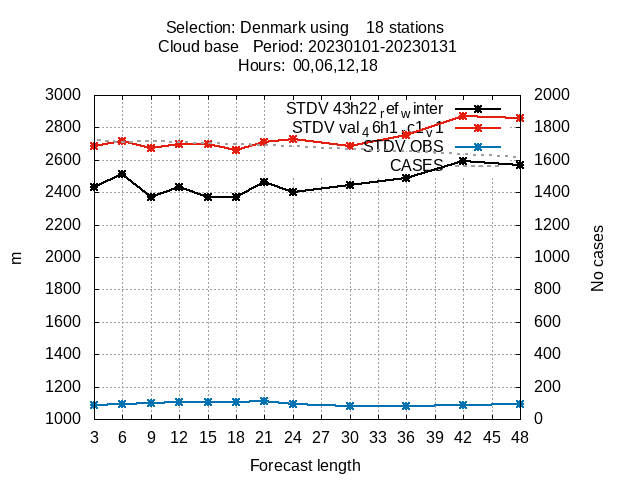 Selection: Denmark using 18 stations
Cloud base Period: 20230101-20230131
Hours: 00,06,12,18
3000 2000
STDV 43h22refwinter
2800 1800
STDV val46h1rc1v1
STDV OBS
2600 1600
CASES
2400 1400
2200 1200
2000 1000
m No cases
1800 800
1600 600
1400 400
1200 200
1000 0
3 6 9 12 15 18 21 24 27 30 33 36 39 42 45 48
Forecast length